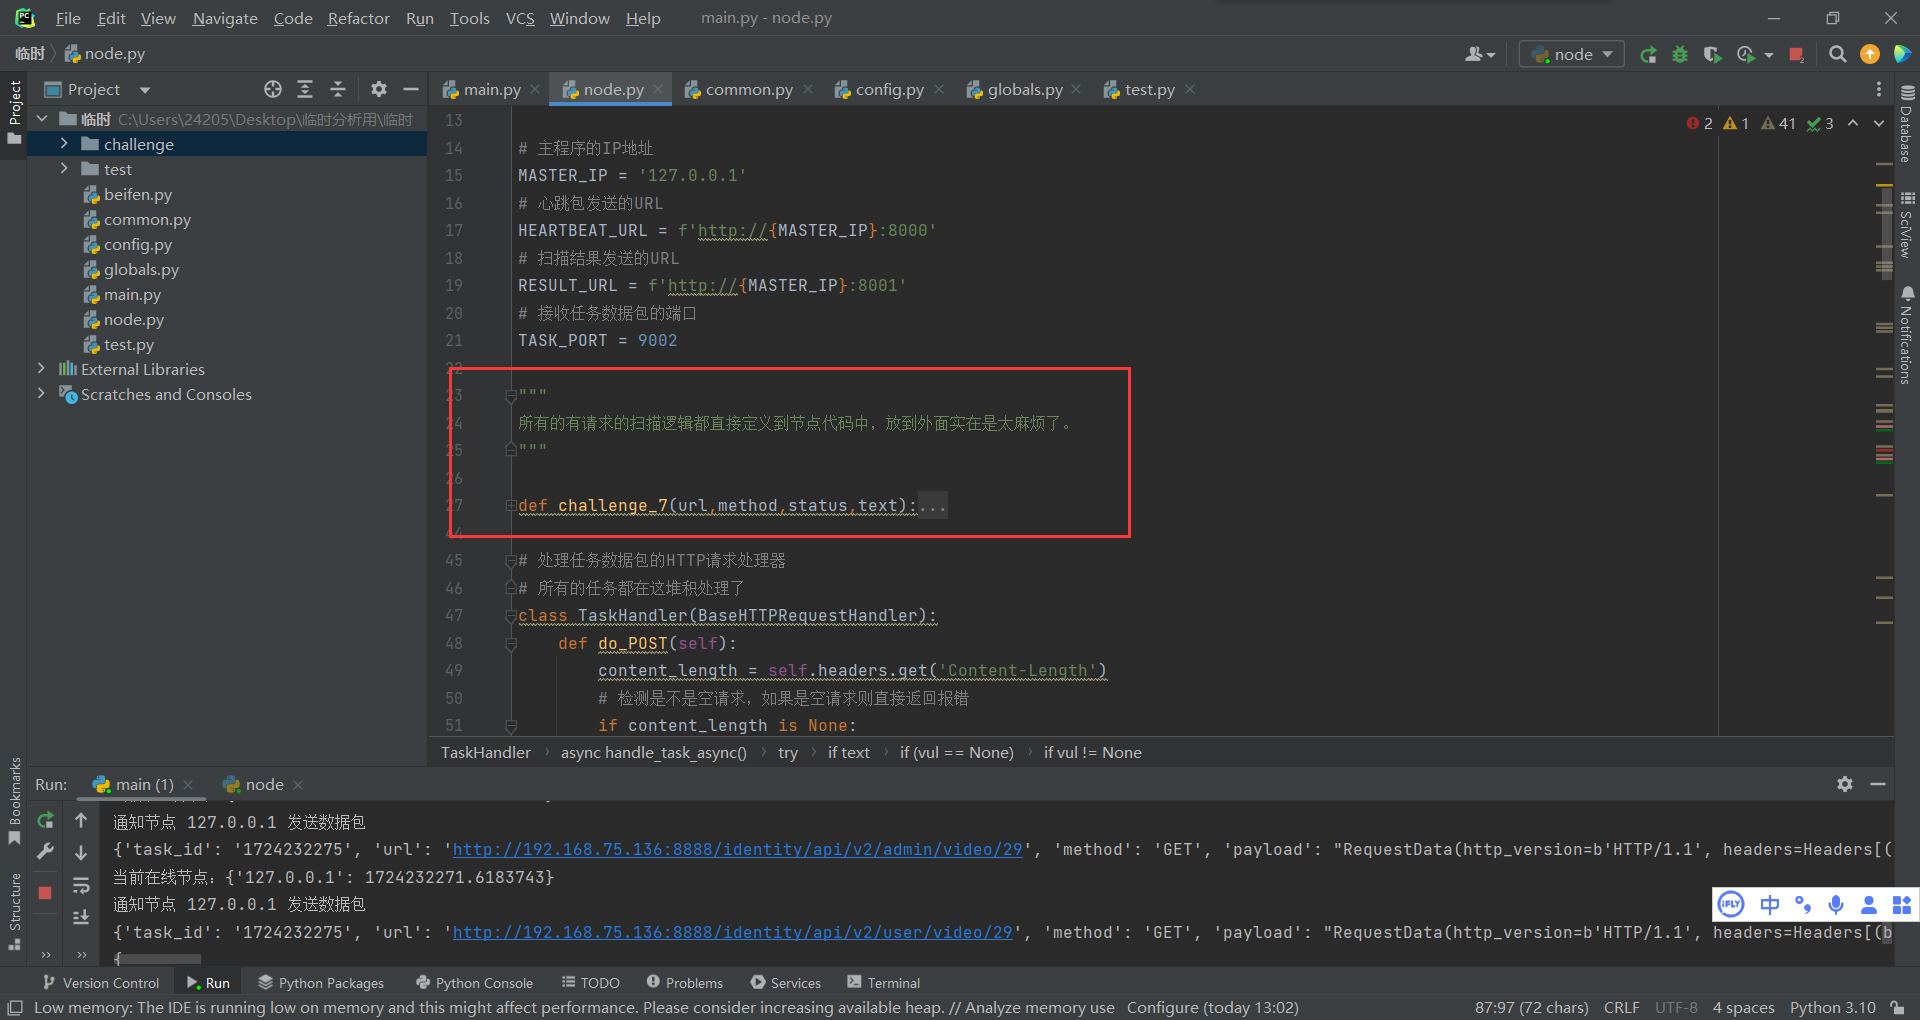 File Edit View Navigate Code Refactor Run Tools VCS Window Help main.py - node.py
临时 node.py node
Project
main.py node.py common.py config.py globals.py test.py
临时 C:\Users\24205\Desktop\临时分析用\临时
challenge
test
beifen.py
common.py
config.py
globals.py
main.py
node.py
test.py
External Libraries
Scratches and Consoles
Project
Bookmarks
Structure
2 1 41 3
13
14 # 主程序的IP地址
15 MASTER_IP = '127.0.0.1'
16 # 心跳包发送的URL
17 HEARTBEAT_URL = f'http://{MASTER_IP}:8000'
18 # 扫描结果发送的URL
19 RESULT_URL = f'http://{MASTER_IP}:8001'
20 # 接收任务数据包的端口
21 TASK_PORT = 9002
22
23 """
24 所有的有请求的扫描逻辑都直接定义到节点代码中，放到外面实在是太麻烦了。
25 """
26
27 def challenge_7(url,method,status,text):...
44
45 # 处理任务数据包的HTTP请求处理器
46 # 所有的任务都在这堆积处理了
47 class TaskHandler(BaseHTTPRequestHandler):
48 def do_POST(self):
49 content_length = self.headers.get('Content-Length')
50 # 检测是不是空请求，如果是空请求则直接返回报错
51 if content_length is None:
TaskHandler async handle_task_async() try if text if (vul == None) if vul != None
Database
SciView
Notifications
Run: main (1) node
通知节点 127.0.0.1 发送数据包
{'task_id': '1724232275', 'url': 'http://192.168.75.136:8888/identity/api/v2/admin/video/29', 'method': 'GET', 'payload': "RequestData(http_version=b'HTTP/1.1', headers=Headers[(
当前在线节点：{'127.0.0.1': 1724232271.6183743}
通知节点 127.0.0.1 发送数据包
{'task_id': '1724232275', 'url': 'http://192.168.75.136:8888/identity/api/v2/user/video/29', 'method': 'GET', 'payload': "RequestData(http_version=b'HTTP/1.1', headers=Headers[(b
iFLY 中
Version Control Run Python Packages TODO Python Console Problems Services Terminal
Low memory: The IDE is running low on memory and this might affect performance. Please consider increasing available heap. // Analyze memory use Configure (today 13:02) 87:97 (72 chars) CRLF UTF-8 4 spaces Python 3.10